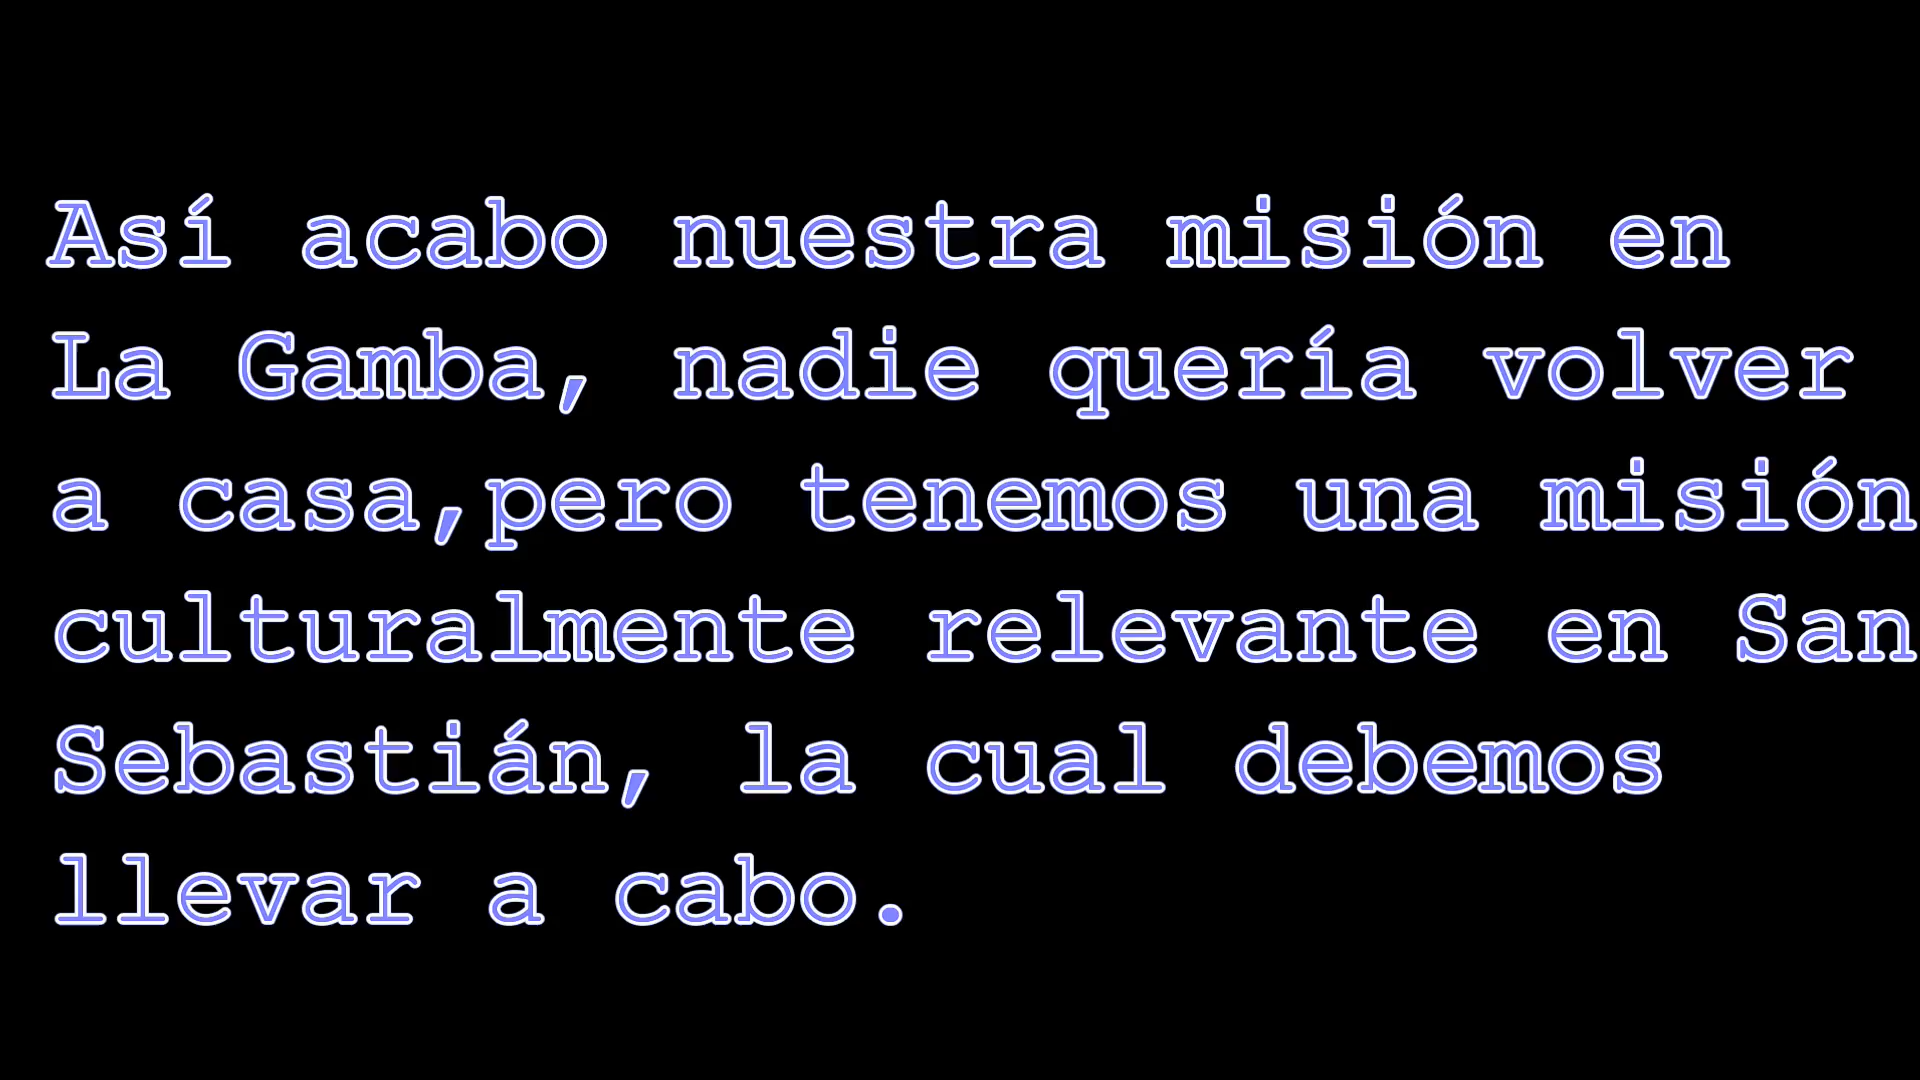 Así acabo nuestra misión en
La Gamba, nadie quería volver
a casa,pero tenemos una misión
culturalmente relevante en San
Sebastián, la cual debemos
llevar a cabo.